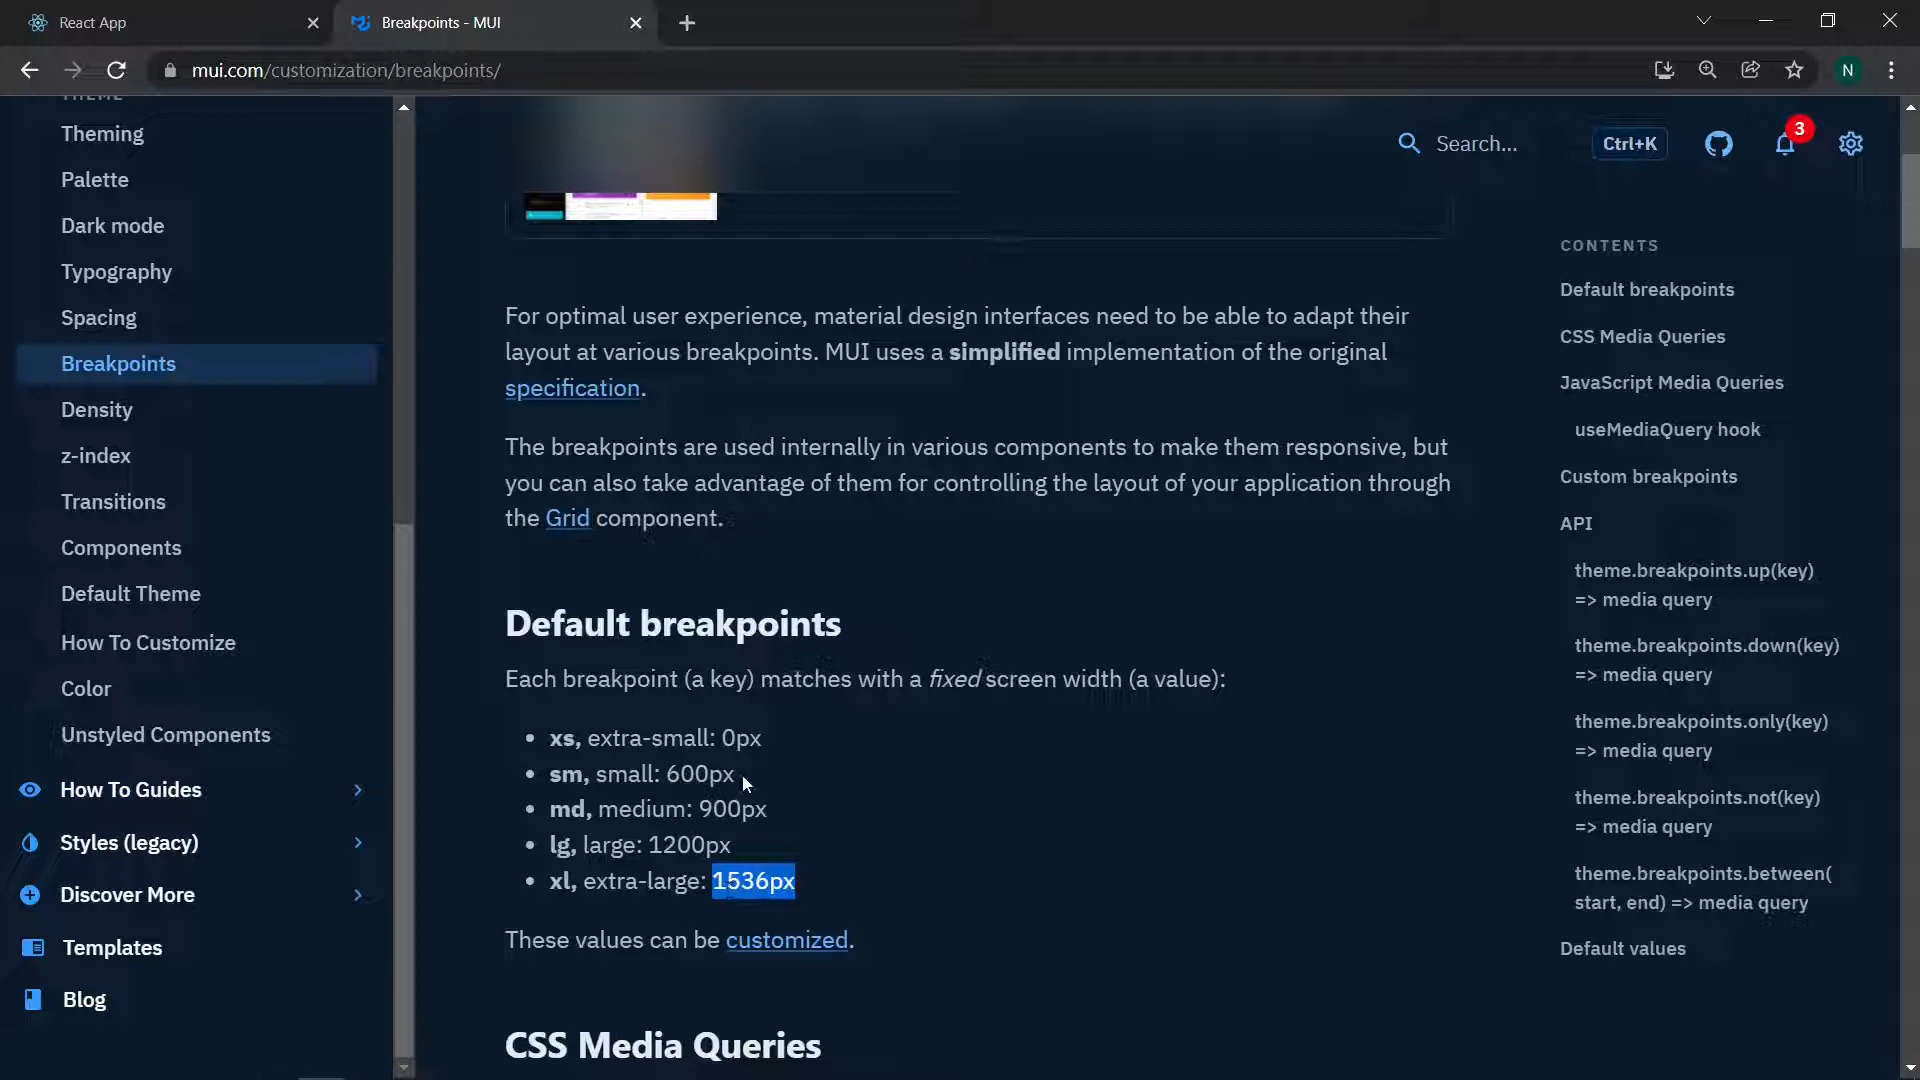 React App
Breakpoints - MUI
mui.com/customization/breakpoints/
N
THEME
Theming
Palette
Dark mode
Typography
Spacing
Breakpoints
Density
z-index
Transitions
Components
Default Theme
How To Customize
Color
Unstyled Components
How To Guides
Styles (legacy)
Discover More
Templates
Blog
Search...
Ctrl+K
3
For optimal user experience, material design interfaces need to be able to adapt their
layout at various breakpoints. MUI uses a simplified implementation of the original
specification.
The breakpoints are used internally in various components to make them responsive, but
you can also take advantage of them for controlling the layout of your application through
the Grid component.
Default breakpoints
Each breakpoint (a key) matches with a fixed screen width (a value):
• xs, extra-small: 0px
• sm, small: 600px
• md, medium: 900px
• lg, large: 1200px
• xl, extra-large: 1536px
These values can be customized.
CSS Media Queries
CONTENTS
Default breakpoints
CSS Media Queries
JavaScript Media Queries
useMediaQuery hook
Custom breakpoints
API
theme.breakpoints.up(key)
=> media query
theme.breakpoints.down(key)
=> media query
theme.breakpoints.only(key)
=> media query
theme.breakpoints.not(key)
=> media query
theme.breakpoints.between(
start, end) => media query
Default values